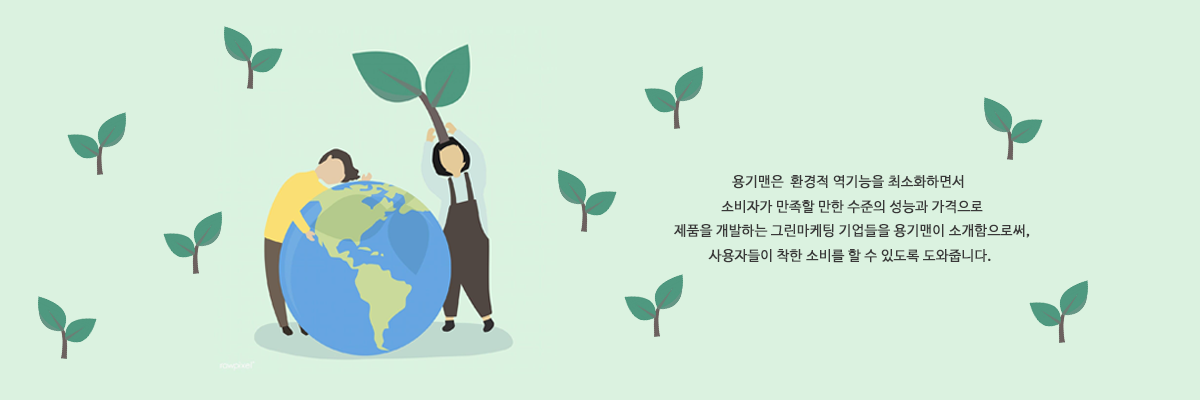 용기맨은 환경적 역기능을 최소화하면서
소비자가 만족할 만한 수준의 성능과 가격으로
제품을 개발하는 그린마케팅 기업들을 용기맨이 소개함으로써,
사용자들이 착한 소비를 할 수 있도록 도와줍니다.